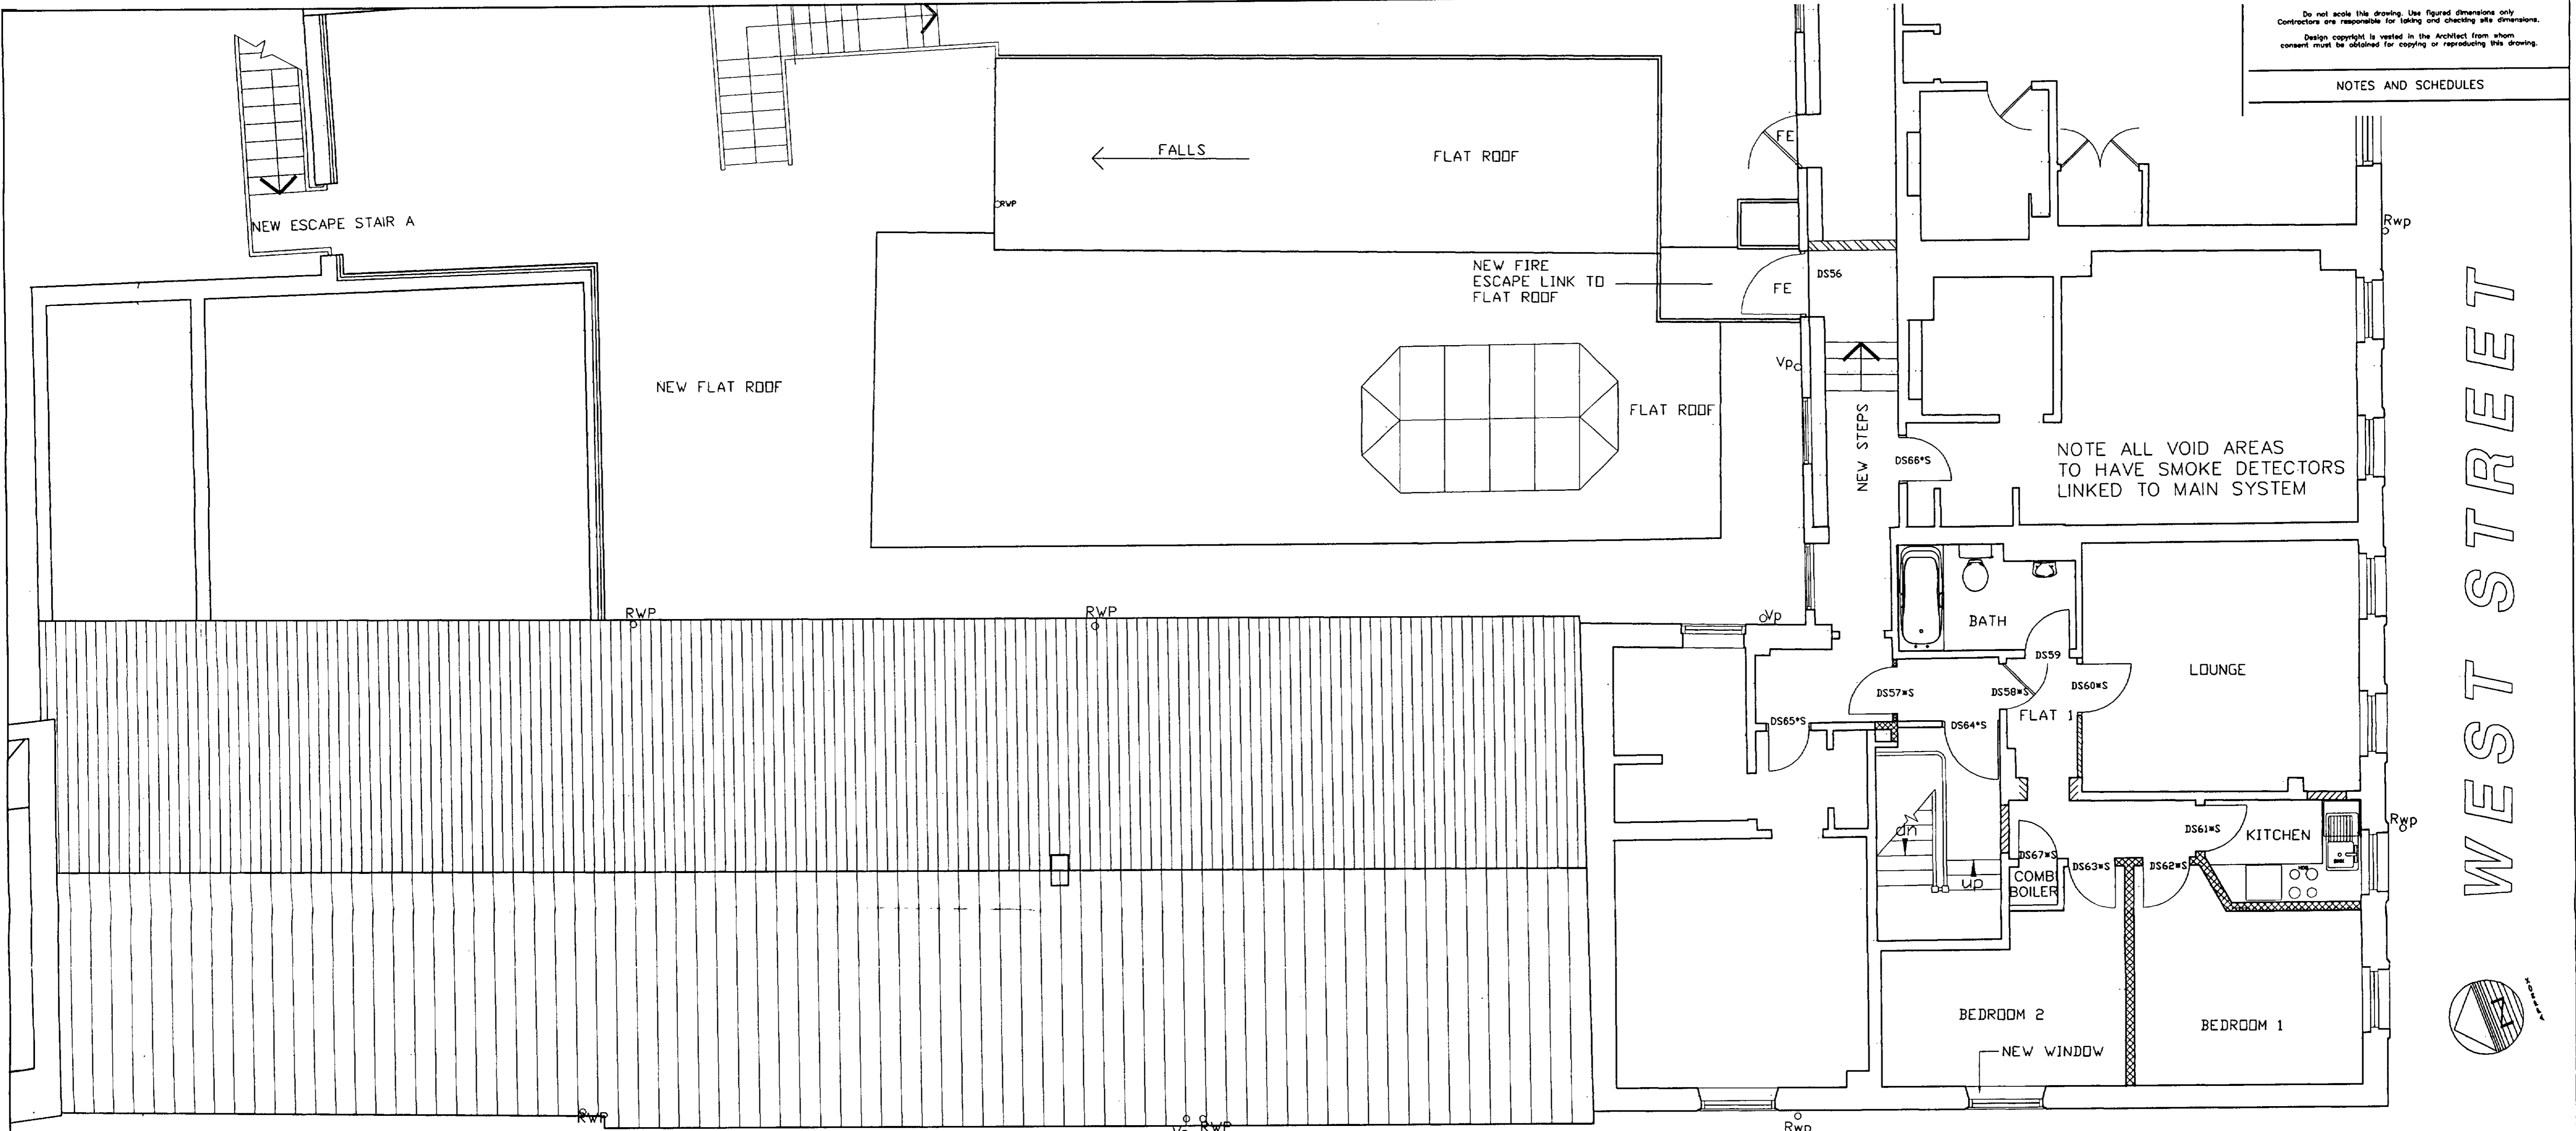 Do not scale this drawing. Use figured dimensions only
Contractors are responsible for taking and checking site dimensions.
Design copyright is vested in the Architect from whom
consent must be obtained for copying or reproducing this drawing.
NOTES AND SCHEDULES
FE
FALLS
FLAT ROOF
RWP
NEW ESCAPE STAIR A
Rwp
NEW FIRE
ESCAPE LINK TO
FLAT ROOF
FE
DS56
Vp
NEW FLAT ROOF
FLAT ROOF
NEW STEPS
DS66*S
NOTE ALL VOID AREAS
TO HAVE SMOKE DETECTORS
LINKED TO MAIN SYSTEM
WEST STREET
RWP
RWP
Vp
BATH
DS59
LOUNGE
DS57*S
DS58*S
DS60*S
FLAT 1
DS65*S
DS64*S
dn
up
DS61*S
KITCHEN
Rwp
DS67*S
DS63*S
DS62*S
HOB
COMBI
BOILER
BEDROOM 2
BEDROOM 1
NEW WINDOW
APPROX
RWP
RWP
Rwp